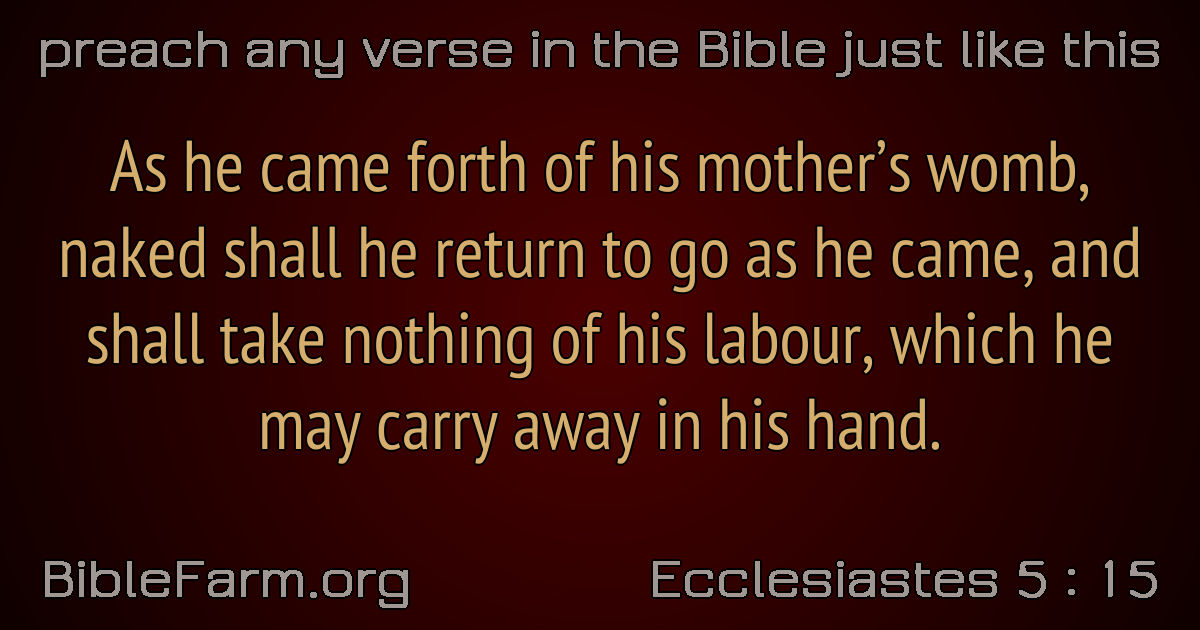 preach any verse in the Bible just like this
As he came forth of his mother’s womb,
naked shall he return to go as he came, and
shall take nothing of his labour, which he
may carry away in his hand.
BibleFarm.org
Ecclesiastes 5 : 15